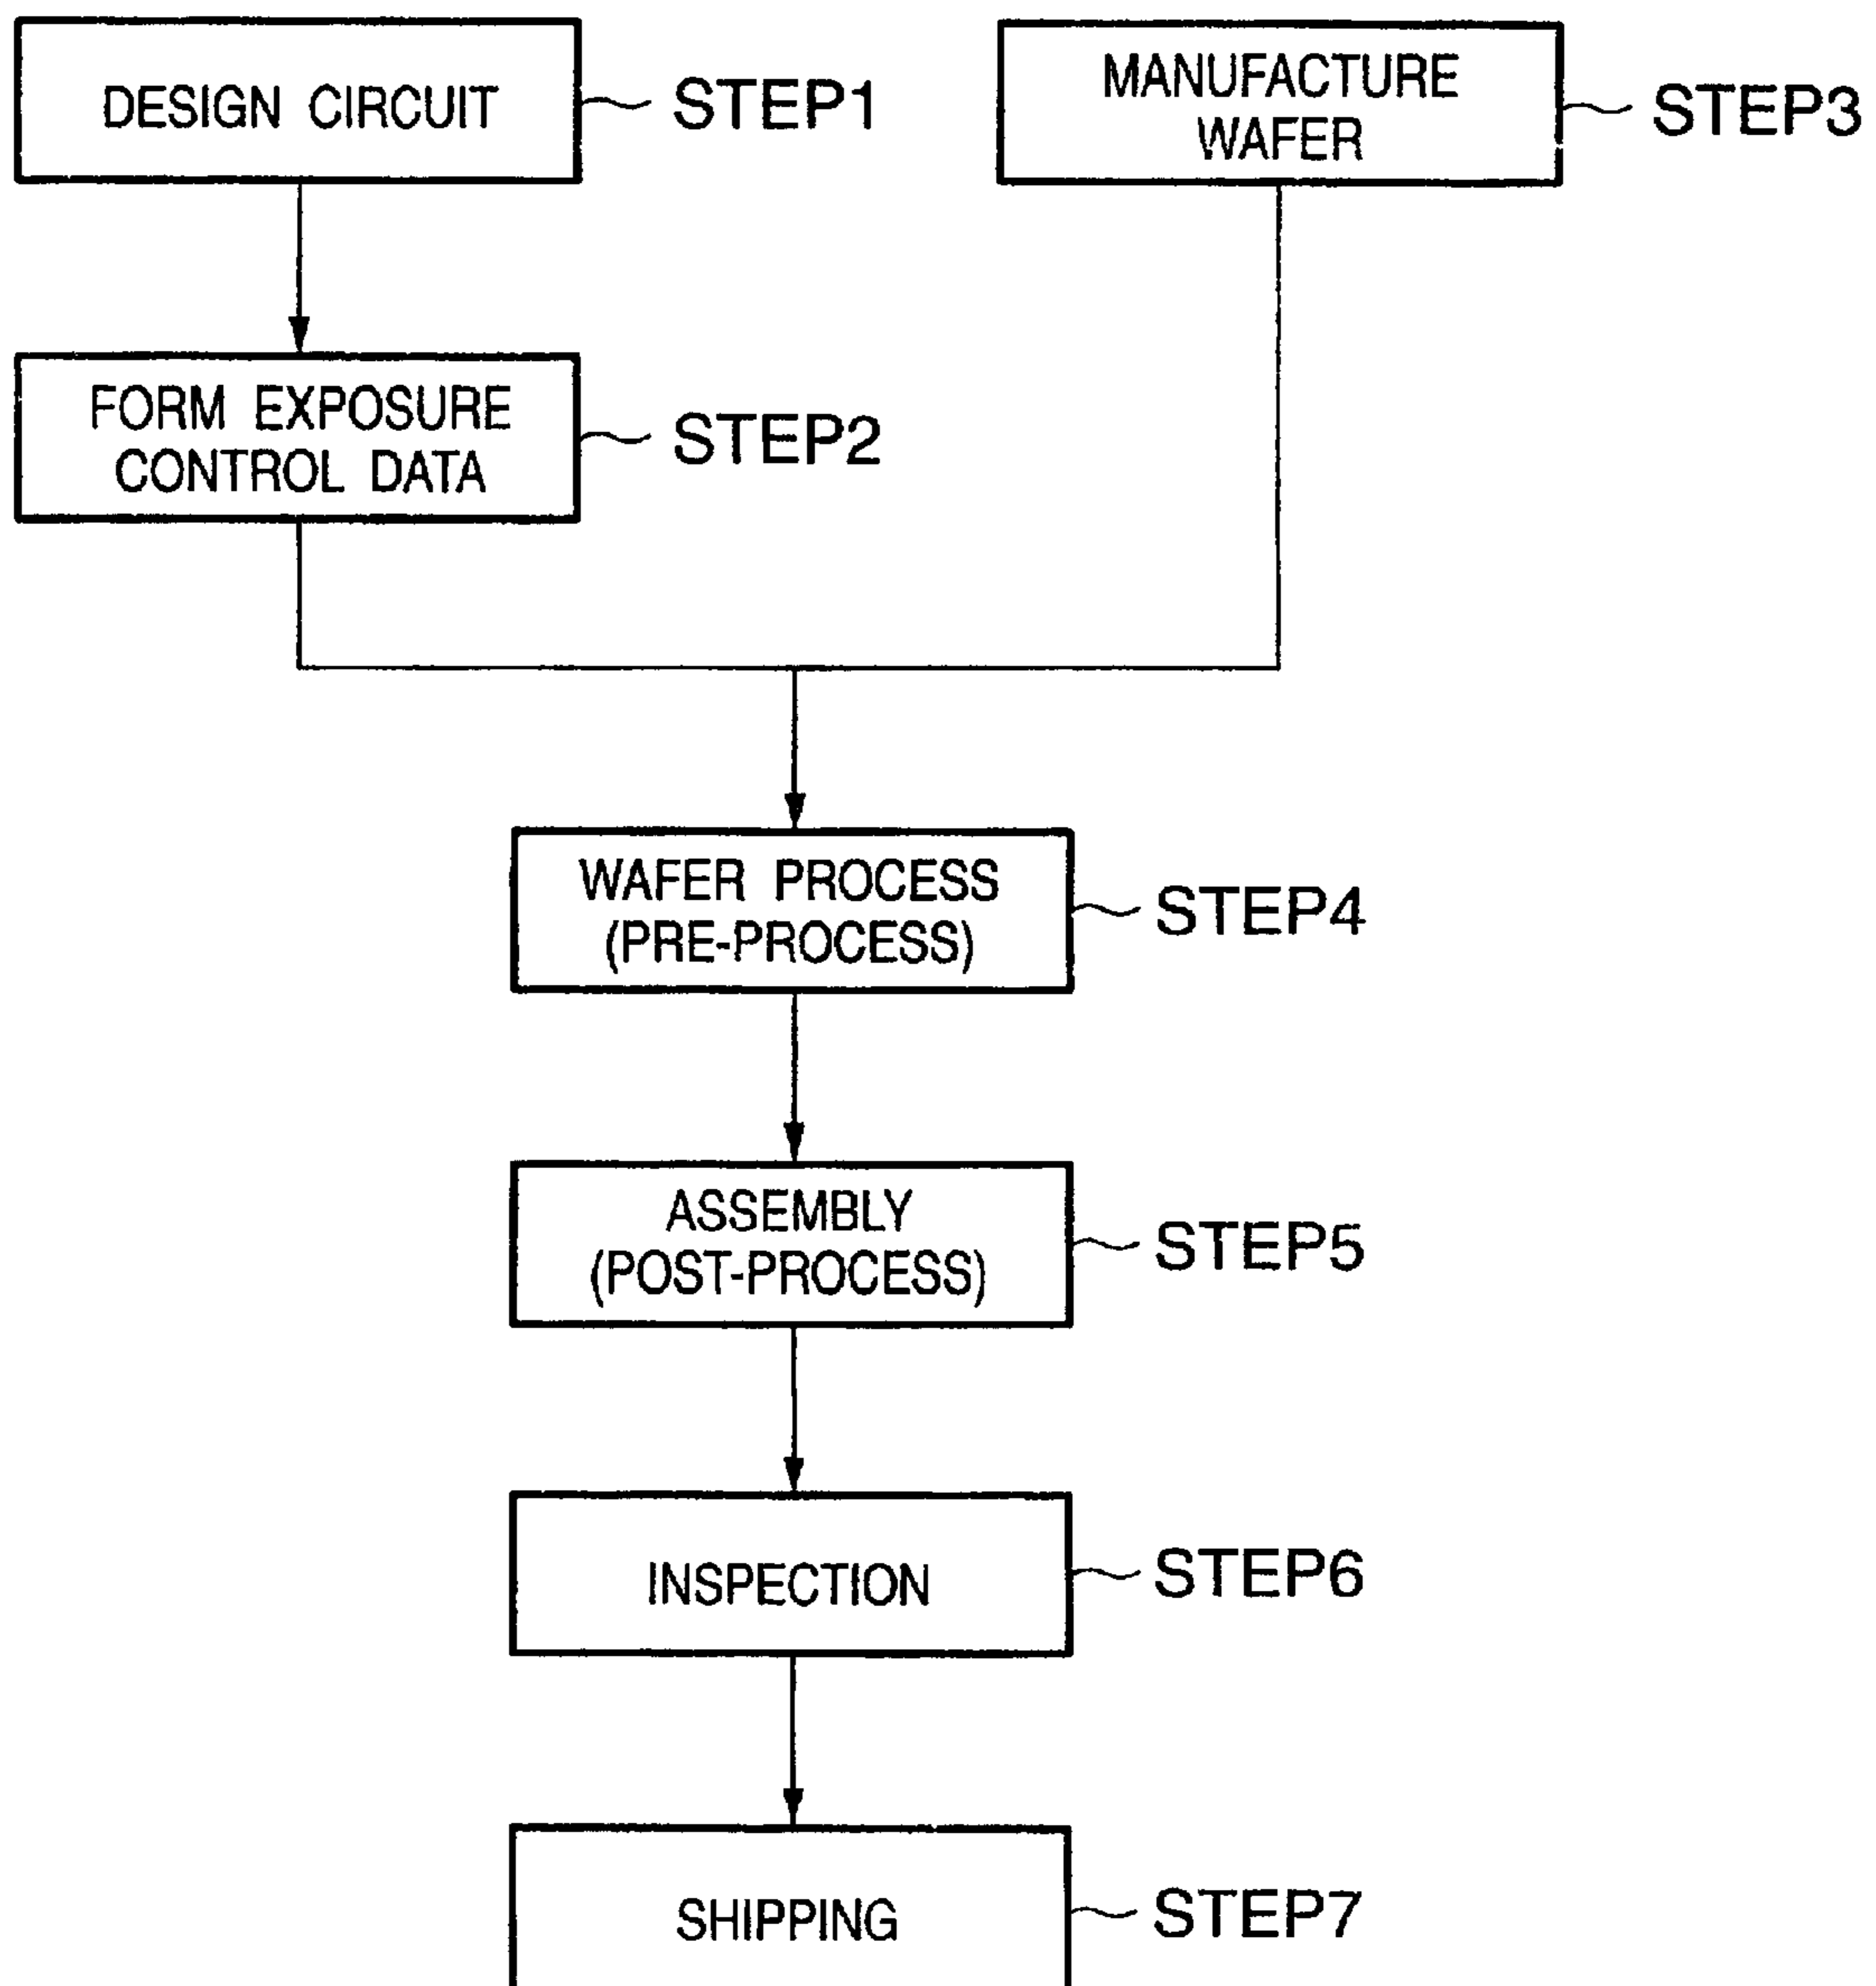 DESIGN CIRCUIT
STEP1
MANUFACTURE
WAFER
STEP3
FORM EXPOSURE
CONTROL DATA
STEP2
WAFER PROCESS
(PRE-PROCESS)
STEP4
ASSEMBLY
(POST-PROCESS)
STEP5
INSPECTION
STEP6
SHIPPING
STEP7